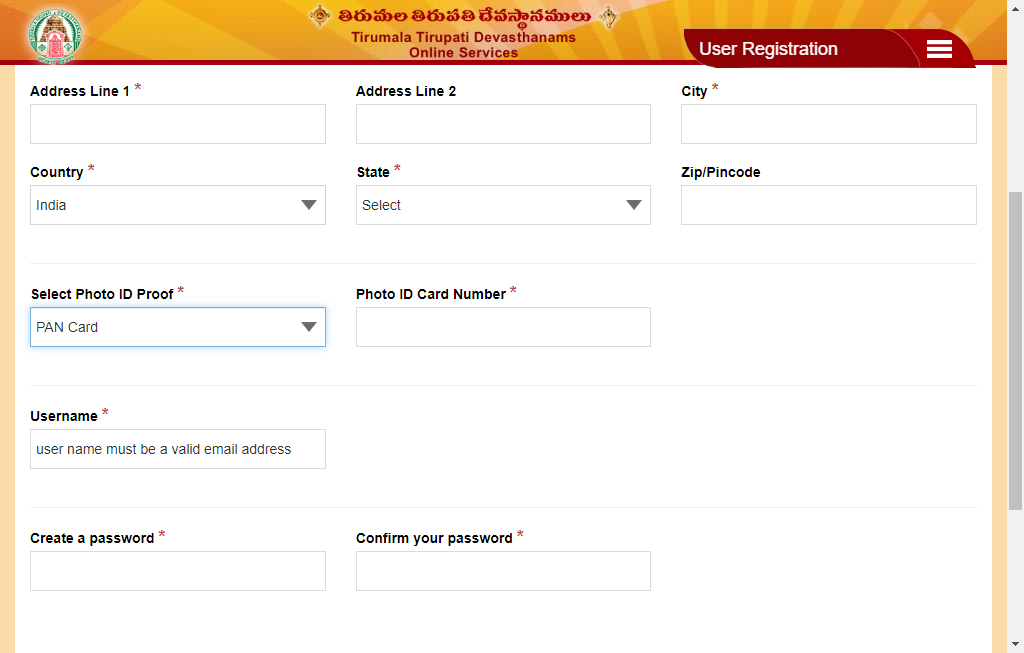 తిరుమల తిరుపతి దేవస్థానములు
Tirumala Tirupati Devasthanams
Online Services
User Registration
Address Line 1 *
Address Line 2
City *
Country *
State *
Zip/Pincode
India
Select
Select Photo ID Proof *
Photo ID Card Number *
PAN Card
Username *
user name must be a valid email address
Create a password *
Confirm your password *